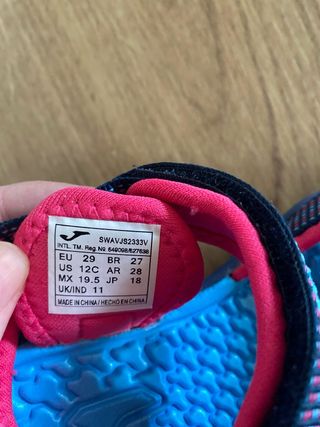 SWAVJS2333V
INTL. TM. Reg Nº 649098/827638
EU 29 BR 27
US 12C AR 28
MX 19.5 JP 18
UK/IND 11
MADE IN CHINA / HECHO EN CHINA